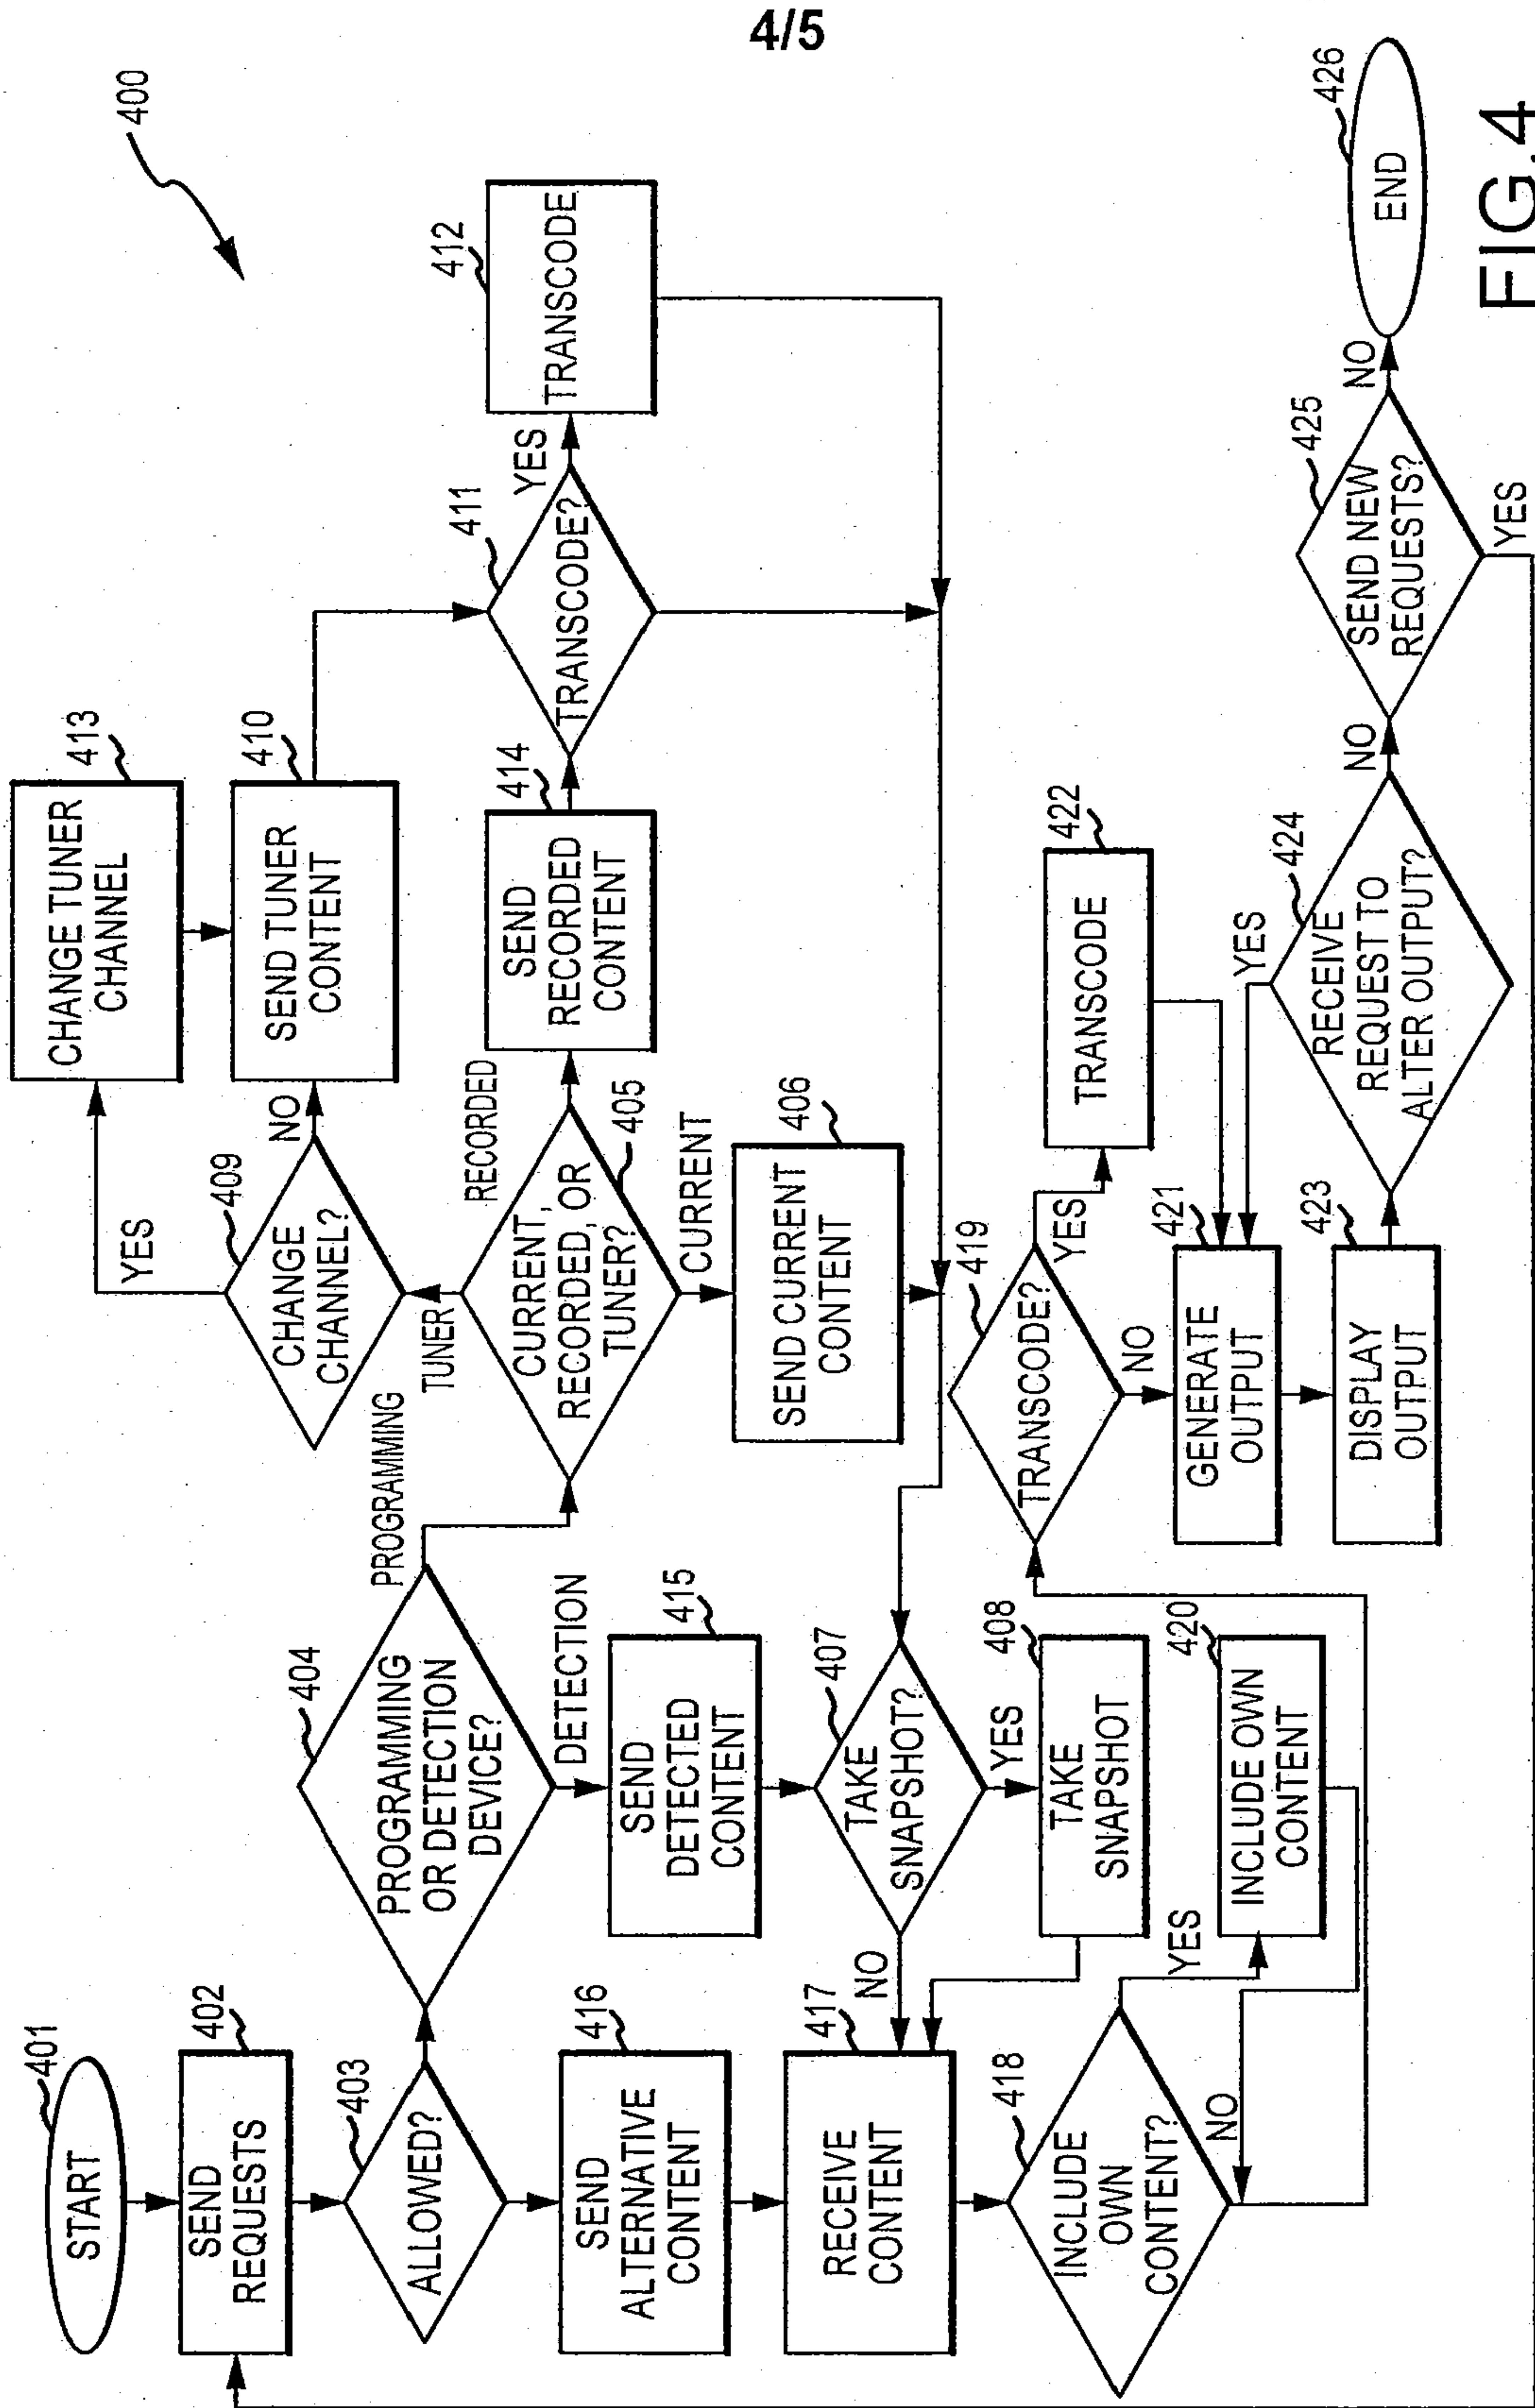 4/5
400
START
401
SEND
REQUESTS
402
ALLOWED?
403
PROGRAMMING
OR DETECTION
DEVICE?
404
PROGRAMMING
DETECTION
CHANGE
CHANNEL?
409
YES
NO
CHANGE TUNER
CHANNEL
413
SEND TUNER
CONTENT
410
TUNER
CURRENT,
RECORDED, OR
TUNER?
405
RECORDED
CURRENT
SEND
RECORDED
CONTENT
414
TRANSCODE?
411
YES
TRANSCODE
412
SEND CURRENT
CONTENT
406
SEND
ALTERNATIVE
CONTENT
416
SEND
DETECTED
CONTENT
415
TAKE
SNAPSHOT?
407
YES
NO
TAKE
SNAPSHOT
408
RECEIVE
CONTENT
417
INCLUDE
OWN
CONTENT?
418
YES
NO
INCLUDE OWN
CONTENT
420
TRANSCODE?
419
YES
NO
TRANSCODE
422
GENERATE
OUTPUT
421
DISPLAY
OUTPUT
423
RECEIVE
REQUEST TO
ALTER OUTPUT?
424
YES
NO
SEND NEW
REQUESTS?
425
YES
NO
END
426
FIG.4